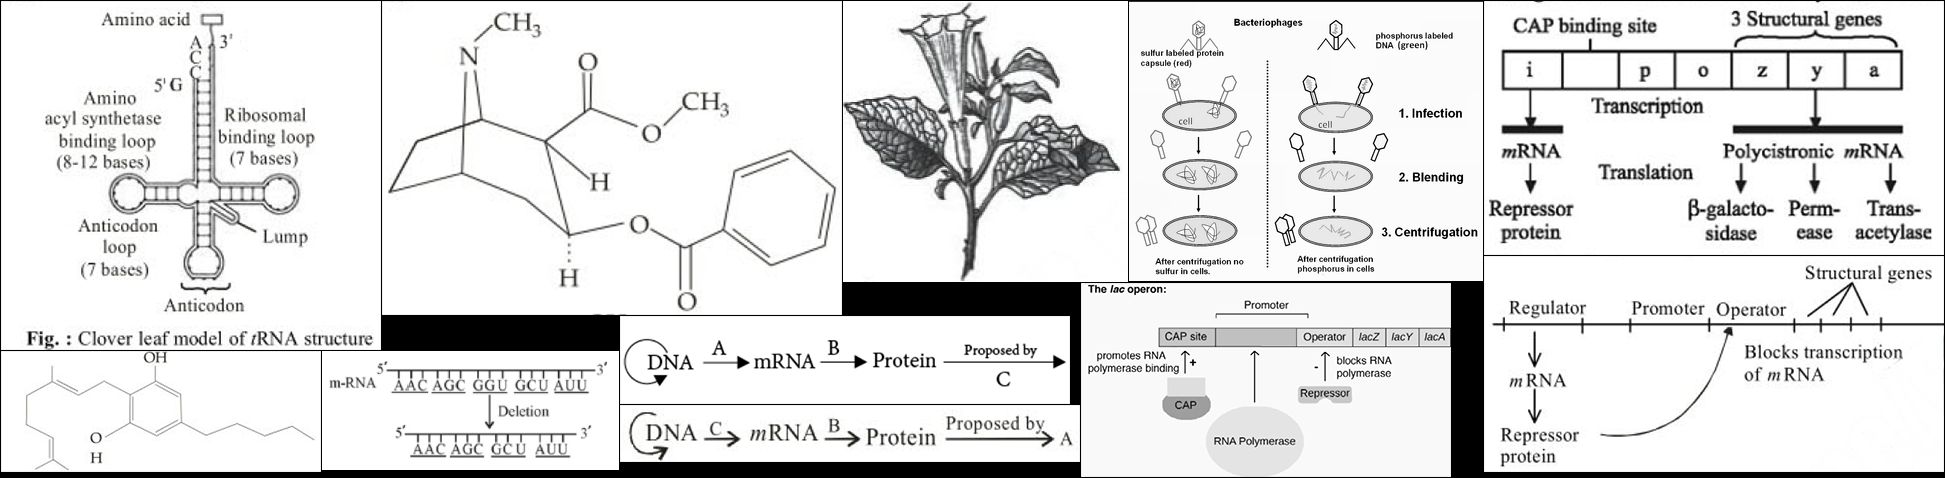 Amino acid
A
C
C
3'
5' G
Amino
acyl synthetase
binding loop
(8-12 bases)
Ribosomal
binding loop
(7 bases)
Anticodon
loop
(7 bases)
Lump
Anticodon
Fig. : Clover leaf model of tRNA structure
CH3
N
O
CH3
O
H
O
H
O
Bacteriophages
sulfur labeled protein
capsule (red)
phosphorus labeled
DNA (green)
cell
cell
1. Infection
2. Blending
3. Centrifugation
After centrifugation no
sulfur in cells.
After centrifugation
phosphorus in cells
CAP binding site
3 Structural genes
i p o z y a
Transcription
mRNA
Polycistronic mRNA
Translation
Repressor
protein
β-galacto-
sidase
Perm-
ease
Trans-
acetylase
OH
O
H
m-RNA
5' 3'
AAC AGC GGU GCU AUU
Deletion
5' 3'
AAC AGC GCU AUU
DNA A mRNA B Protein Proposed by C
DNA C mRNA B Protein Proposed by A
The lac operon:
Promoter
CAP site
Operator lacZ lacY lacA
promotes RNA
polymerase binding
+
-
blocks RNA
polymerase
CAP
Repressor
RNA Polymerase
Structural genes
Regulator
Promoter
Operator
Blocks transcription
of mRNA
mRNA
Repressor
protein